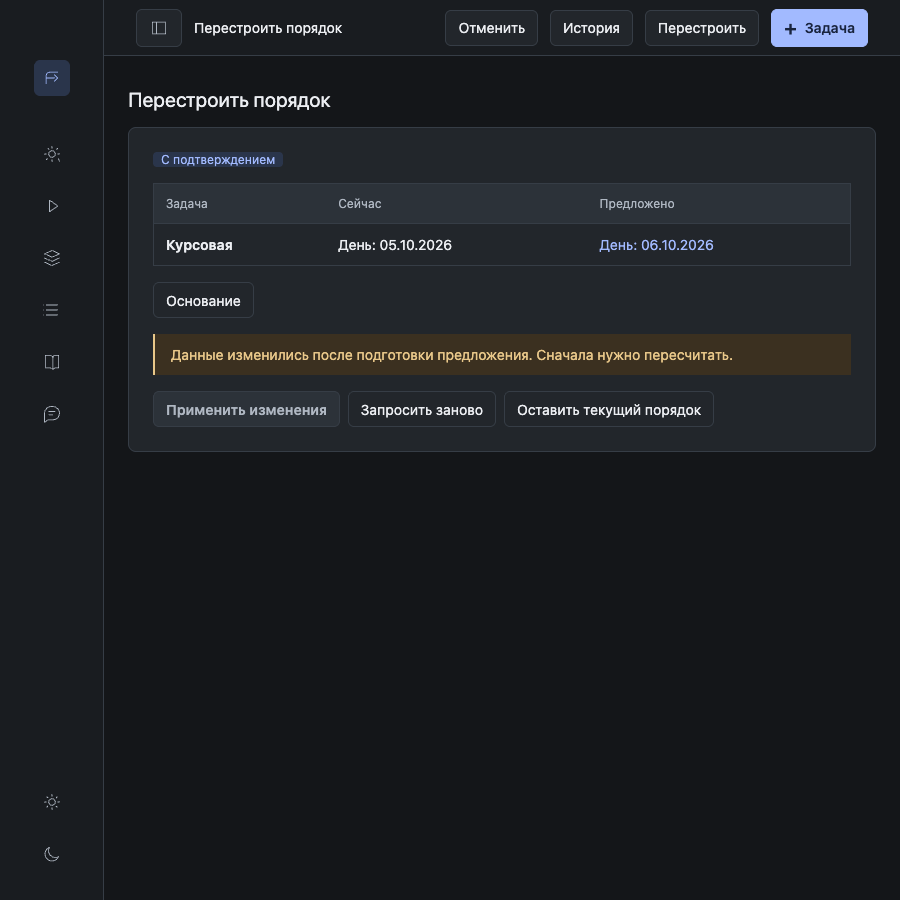 Перестроить порядок
Отменить
История
Перестроить
+ Задача
Перестроить порядок
С подтверждением
Задача Сейчас Предложено
Курсовая День: 05.10.2026 День: 06.10.2026
Основание
Данные изменились после подготовки предложения. Сначала нужно пересчитать.
Применить изменения Запросить заново Оставить текущий порядок